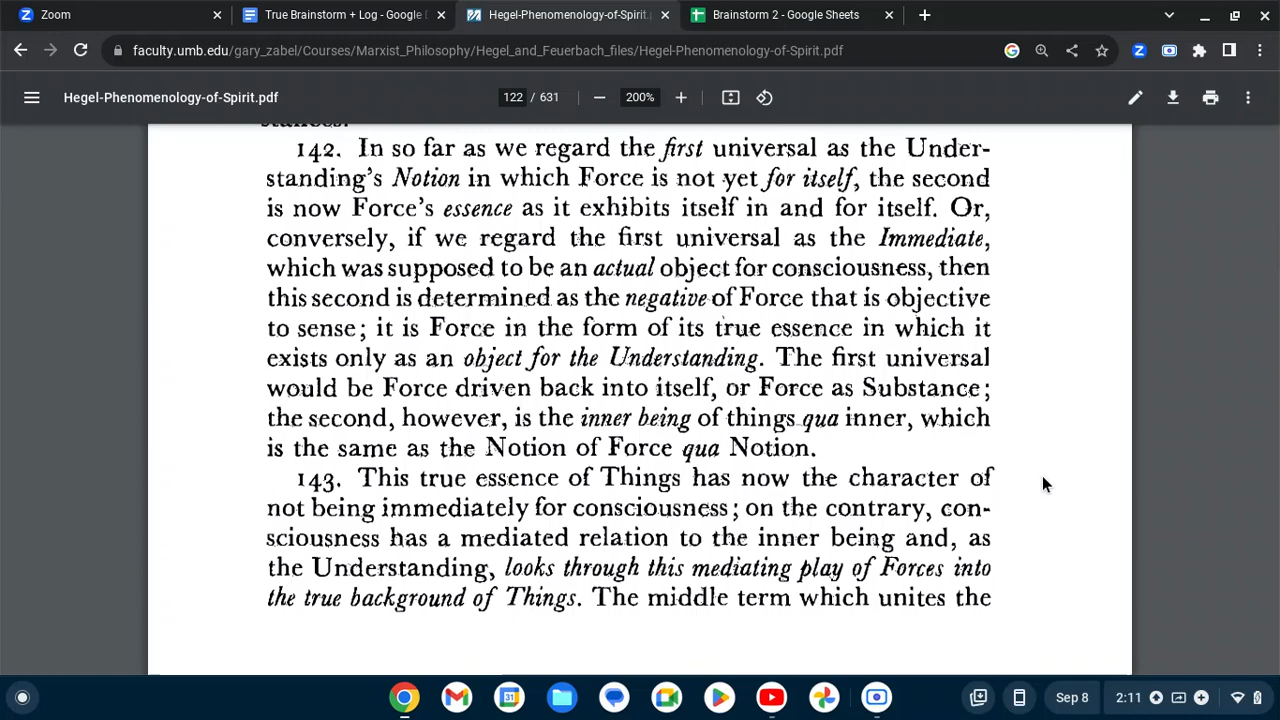 Zoom
True Brainstorm + Log - Google D
Hegel-Phenomenology-of-Spirit.p
Brainstorm 2 - Google Sheets
faculty.umb.edu/gary_zabel/Courses/Marxist_Philosophy/Hegel_and_Feuerbach_files/Hegel-Phenomenology-of-Spirit.pdf
Hegel-Phenomenology-of-Spirit.pdf
122 / 631
200%
142. In so far as we regard the first universal as the Under-
standing's Notion in which Force is not yet for itself, the second
is now Force's essence as it exhibits itself in and for itself. Or,
conversely, if we regard the first universal as the Immediate,
which was supposed to be an actual object for consciousness, then
this second is determined as the negative of Force that is objective
to sense; it is Force in the form of its true essence in which it
exists only as an object for the Understanding. The first universal
would be Force driven back into itself, or Force as Substance;
the second, however, is the inner being of things qua inner, which
is the same as the Notion of Force qua Notion.
143. This true essence of Things has now the character of
not being immediately for consciousness; on the contrary, con-
sciousness has a mediated relation to the inner being and, as
the Understanding, looks through this mediating play of Forces into
the true background of Things. The middle term which unites the
31
Sep 8
2:11